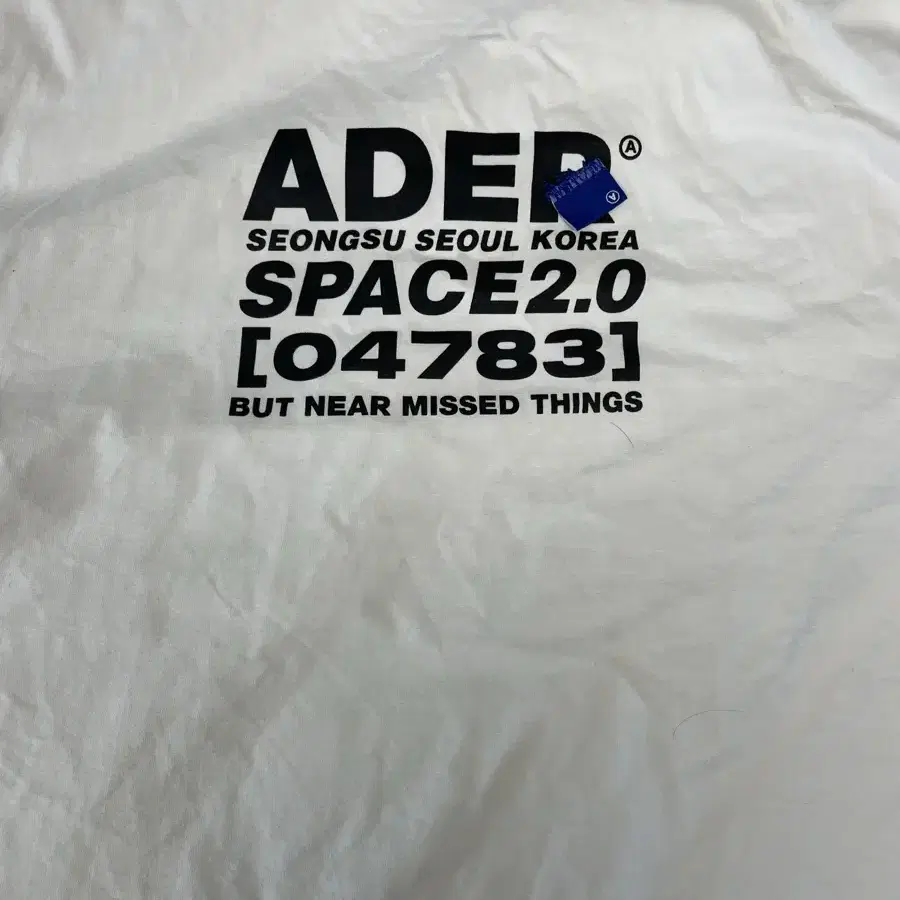 ADER Ⓐ
SEONGSU SEOUL KOREA
SPACE2.0
[04783]
BUT NEAR MISSED THINGS